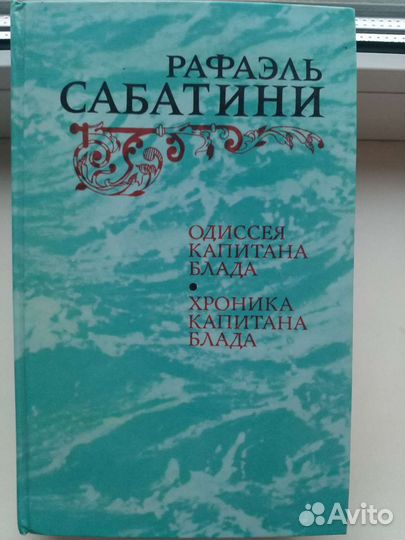 РАФАЭЛЬ
САБАТИНИ
ОДИССЕЯ
КАПИТАНА
БЛАДА
•
ХРОНИКА
КАПИТАНА
БЛАДА
Avito